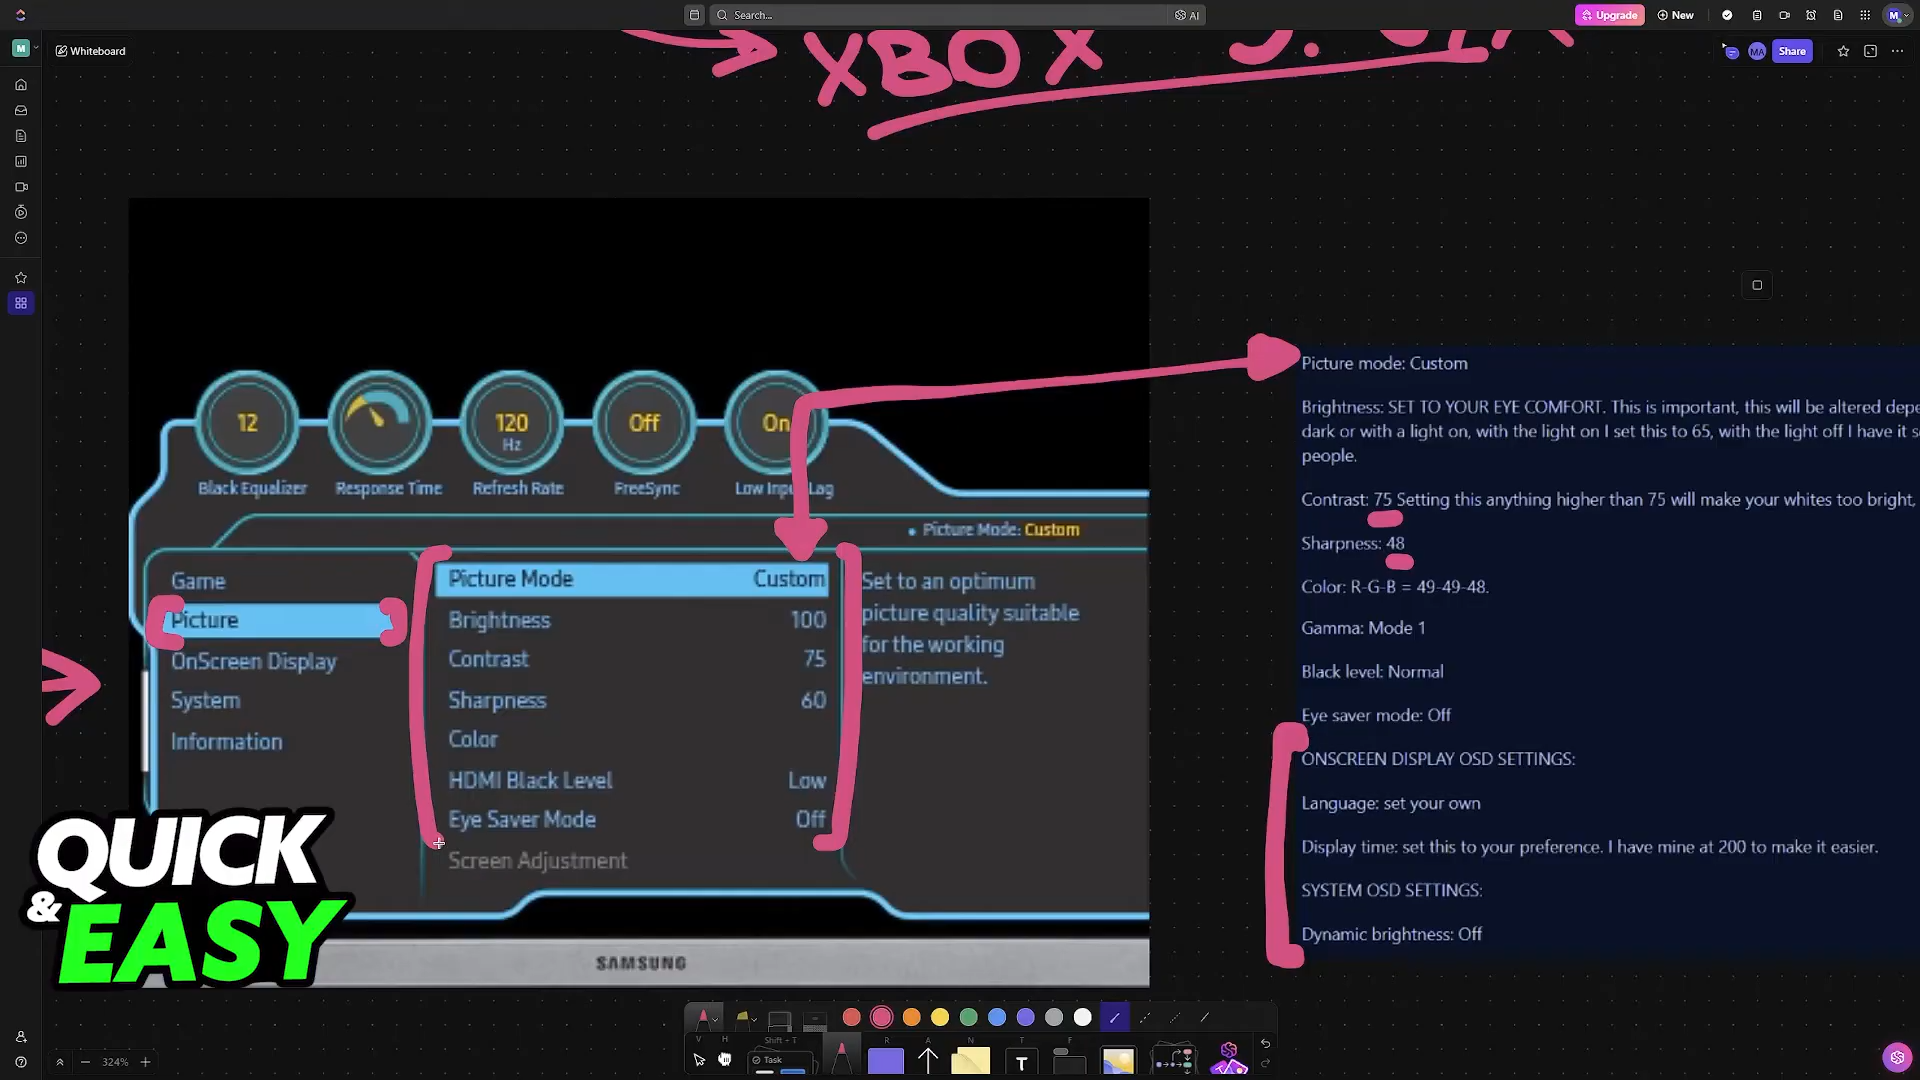 Search...
AI
Upgrade
New
M
M
Whiteboard
MA
Share
XBOX
12
120
Hz
Off
On
Black Equalizer
Response Time
Refresh Rate
FreeSync
Low Input Lag
Picture Mode: Custom
Game
Picture
OnScreen Display
System
Information
Picture Mode Custom
Brightness 100
Contrast 75
Sharpness 60
Color
HDMI Black Level Low
Eye Saver Mode Off
Screen Adjustment
Set to an optimum
picture quality suitable
for the working
environment.
SAMSUNG
Picture mode: Custom
Brightness: SET TO YOUR EYE COMFORT. This is important, this will be altered depe
dark or with a light on, with the light on I set this to 65, with the light off I have it s
people.
Contrast: 75 Setting this anything higher than 75 will make your whites too bright,
Sharpness: 48
Color: R-G-B = 49-49-48.
Gamma: Mode 1
Black level: Normal
Eye saver mode: Off
ONSCREEN DISPLAY OSD SETTINGS:
Language: set your own
Display time: set this to your preference. I have mine at 200 to make it easier.
SYSTEM OSD SETTINGS:
Dynamic brightness: Off
QUICK
& EASY
324%
V
H
Shift + T
R
A
N
T
F
Task
T